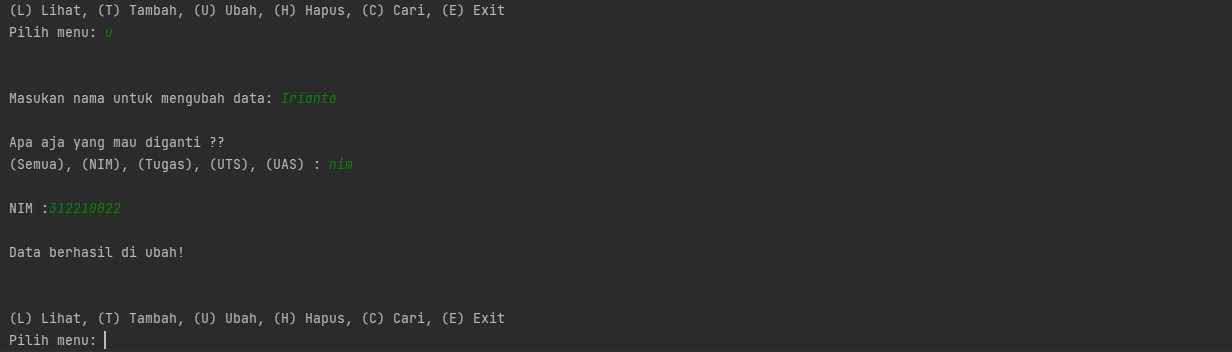 (L) Lihat, (T) Tambah, (U) Ubah, (H) Hapus, (C) Cari, (E) Exit
Pilih menu: u
Masukan nama untuk mengubah data: Irianto
Apa aja yang mau diganti ??
(Semua), (NIM), (Tugas), (UTS), (UAS) : nim
NIM :312210022
Data berhasil di ubah!
(L) Lihat, (T) Tambah, (U) Ubah, (H) Hapus, (C) Cari, (E) Exit
Pilih menu: